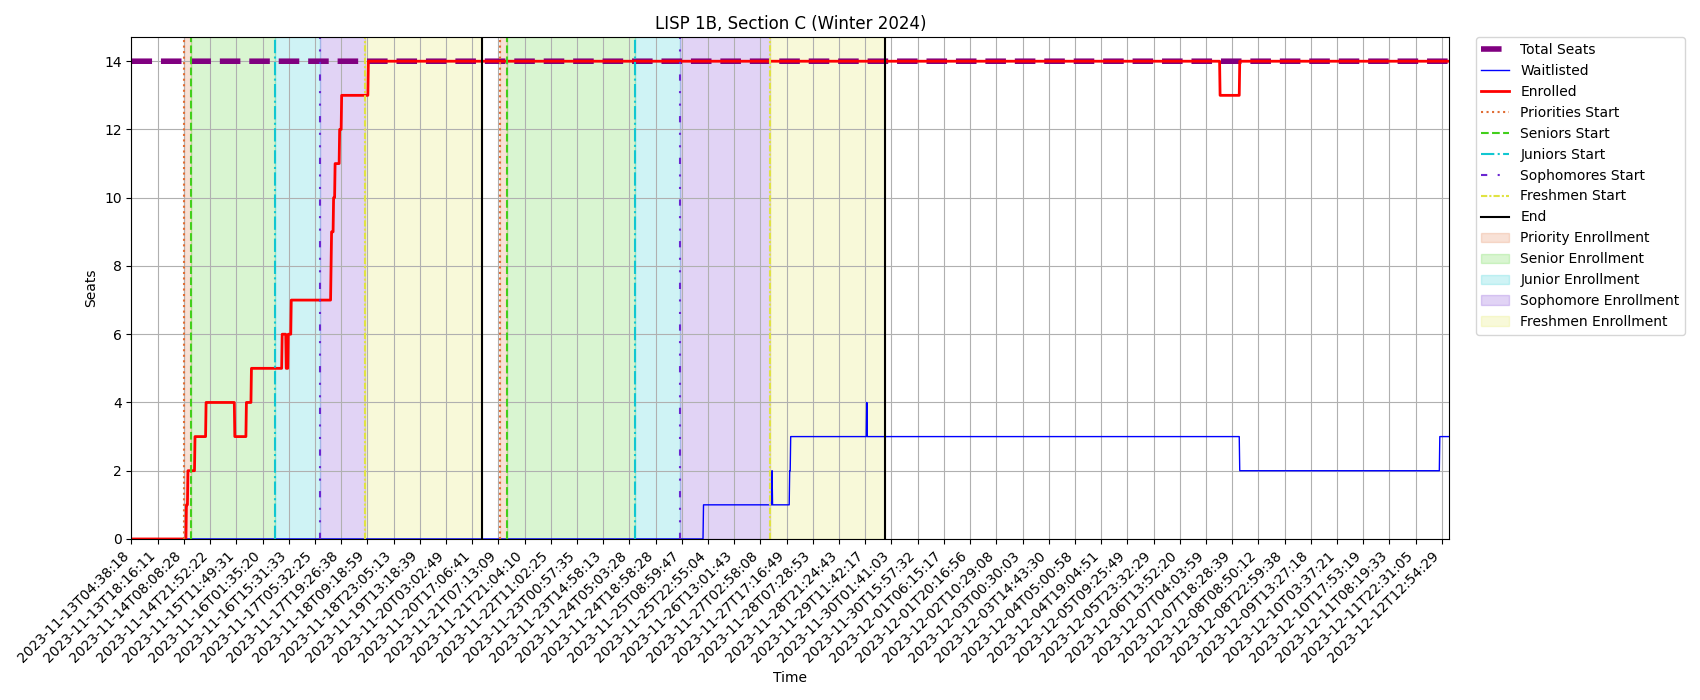 LISP 1B, Section C (Winter 2024)
14
12
10
8
6
4
2
0
Seats
2023-11-13T04:38:18
2023-11-13T18:16:11
2023-11-14T08:08:28
2023-11-14T21:52:22
2023-11-15T11:49:31
2023-11-16T01:35:20
2023-11-16T15:31:33
2023-11-17T05:32:25
2023-11-17T19:26:38
2023-11-18T09:18:59
2023-11-18T23:05:13
2023-11-19T13:18:39
2023-11-20T03:02:49
2023-11-20T17:06:41
2023-11-21T07:13:09
2023-11-21T21:04:10
2023-11-22T11:02:25
2023-11-23T00:57:35
2023-11-23T14:58:13
2023-11-24T05:03:28
2023-11-24T18:58:28
2023-11-25T08:59:47
2023-11-25T22:55:04
2023-11-26T13:01:43
2023-11-27T02:58:08
2023-11-27T17:16:49
2023-11-28T07:28:53
2023-11-28T21:24:43
2023-11-29T11:42:17
2023-11-30T01:41:03
2023-11-30T15:57:32
2023-12-01T06:15:17
2023-12-01T20:16:56
2023-12-02T10:29:08
2023-12-03T00:30:03
2023-12-03T14:43:30
2023-12-04T05:00:58
2023-12-04T19:04:51
2023-12-05T09:25:49
2023-12-05T23:32:29
2023-12-06T13:52:20
2023-12-07T04:03:59
2023-12-07T18:28:39
2023-12-08T08:50:12
2023-12-08T22:59:38
2023-12-09T13:27:18
2023-12-10T03:37:21
2023-12-10T17:53:19
2023-12-11T08:19:33
2023-12-11T22:31:05
2023-12-12T12:54:29
Time
Total Seats
Waitlisted
Enrolled
Priorities Start
Seniors Start
Juniors Start
Sophomores Start
Freshmen Start
End
Priority Enrollment
Senior Enrollment
Junior Enrollment
Sophomore Enrollment
Freshmen Enrollment